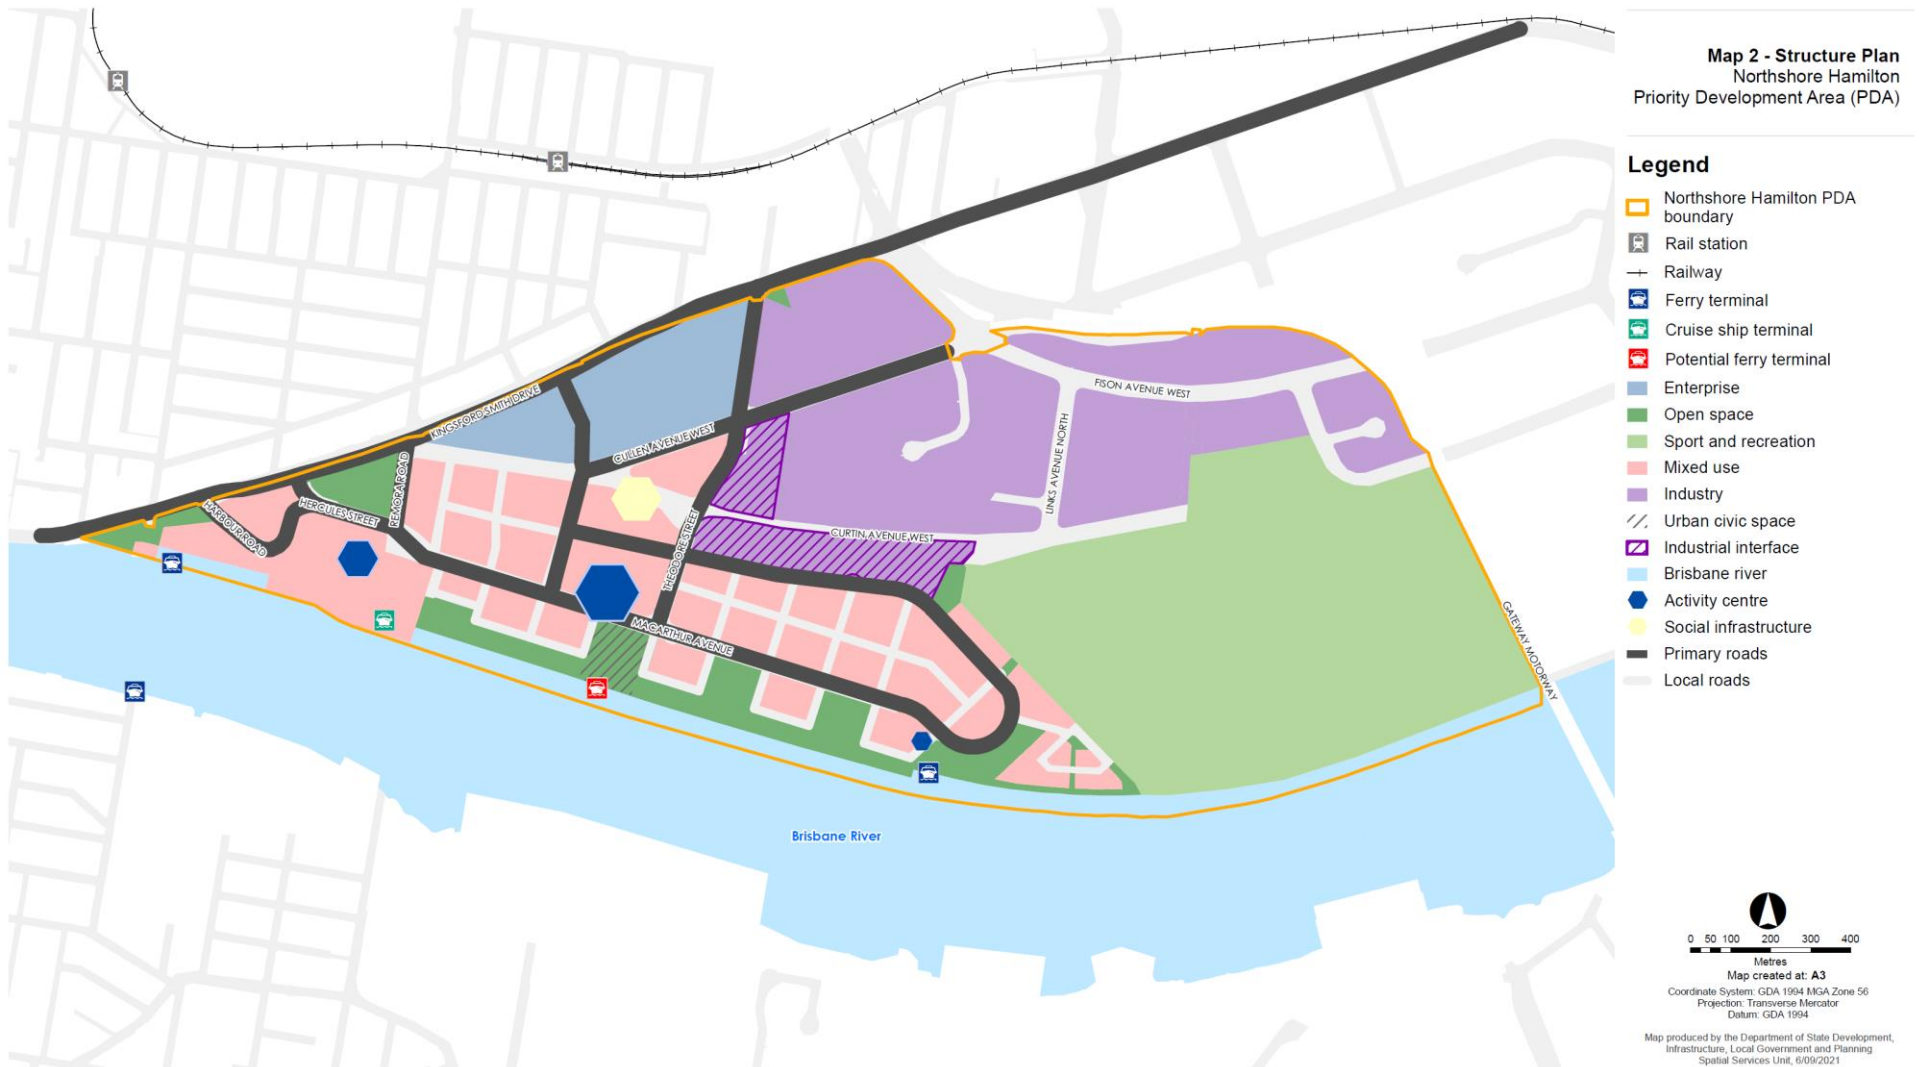 Map 2 - Structure Plan
Northshore Hamilton
Priority Development Area (PDA)
Legend
Northshore Hamilton PDA
boundary
Rail station
Railway
Ferry terminal
Cruise ship terminal
Potential ferry terminal
Enterprise
Open space
Sport and recreation
Mixed use
Industry
Urban civic space
Industrial interface
Brisbane river
Activity centre
Social infrastructure
Primary roads
Local roads
KINGSFORD SMITH DRIVE
CULLEN AVENUE WEST
FISON AVENUE WEST
LINKS AVENUE NORTH
REMORA ROAD
HERCULES STREET
HARBOUR ROAD
THEODORE STREET
CURTIN AVENUE WEST
MACARTHUR AVENUE
GATEWAY MOTORWAY
Brisbane River
0 50 100 200 300 400
Metres
Map created at: A3
Coordinate System: GDA 1994 MGA Zone 56
Projection: Transverse Mercator
Datum: GDA 1994
Map produced by the Department of State Development,
Infrastructure, Local Government and Planning
Spatial Services Unit, 6/09/2021